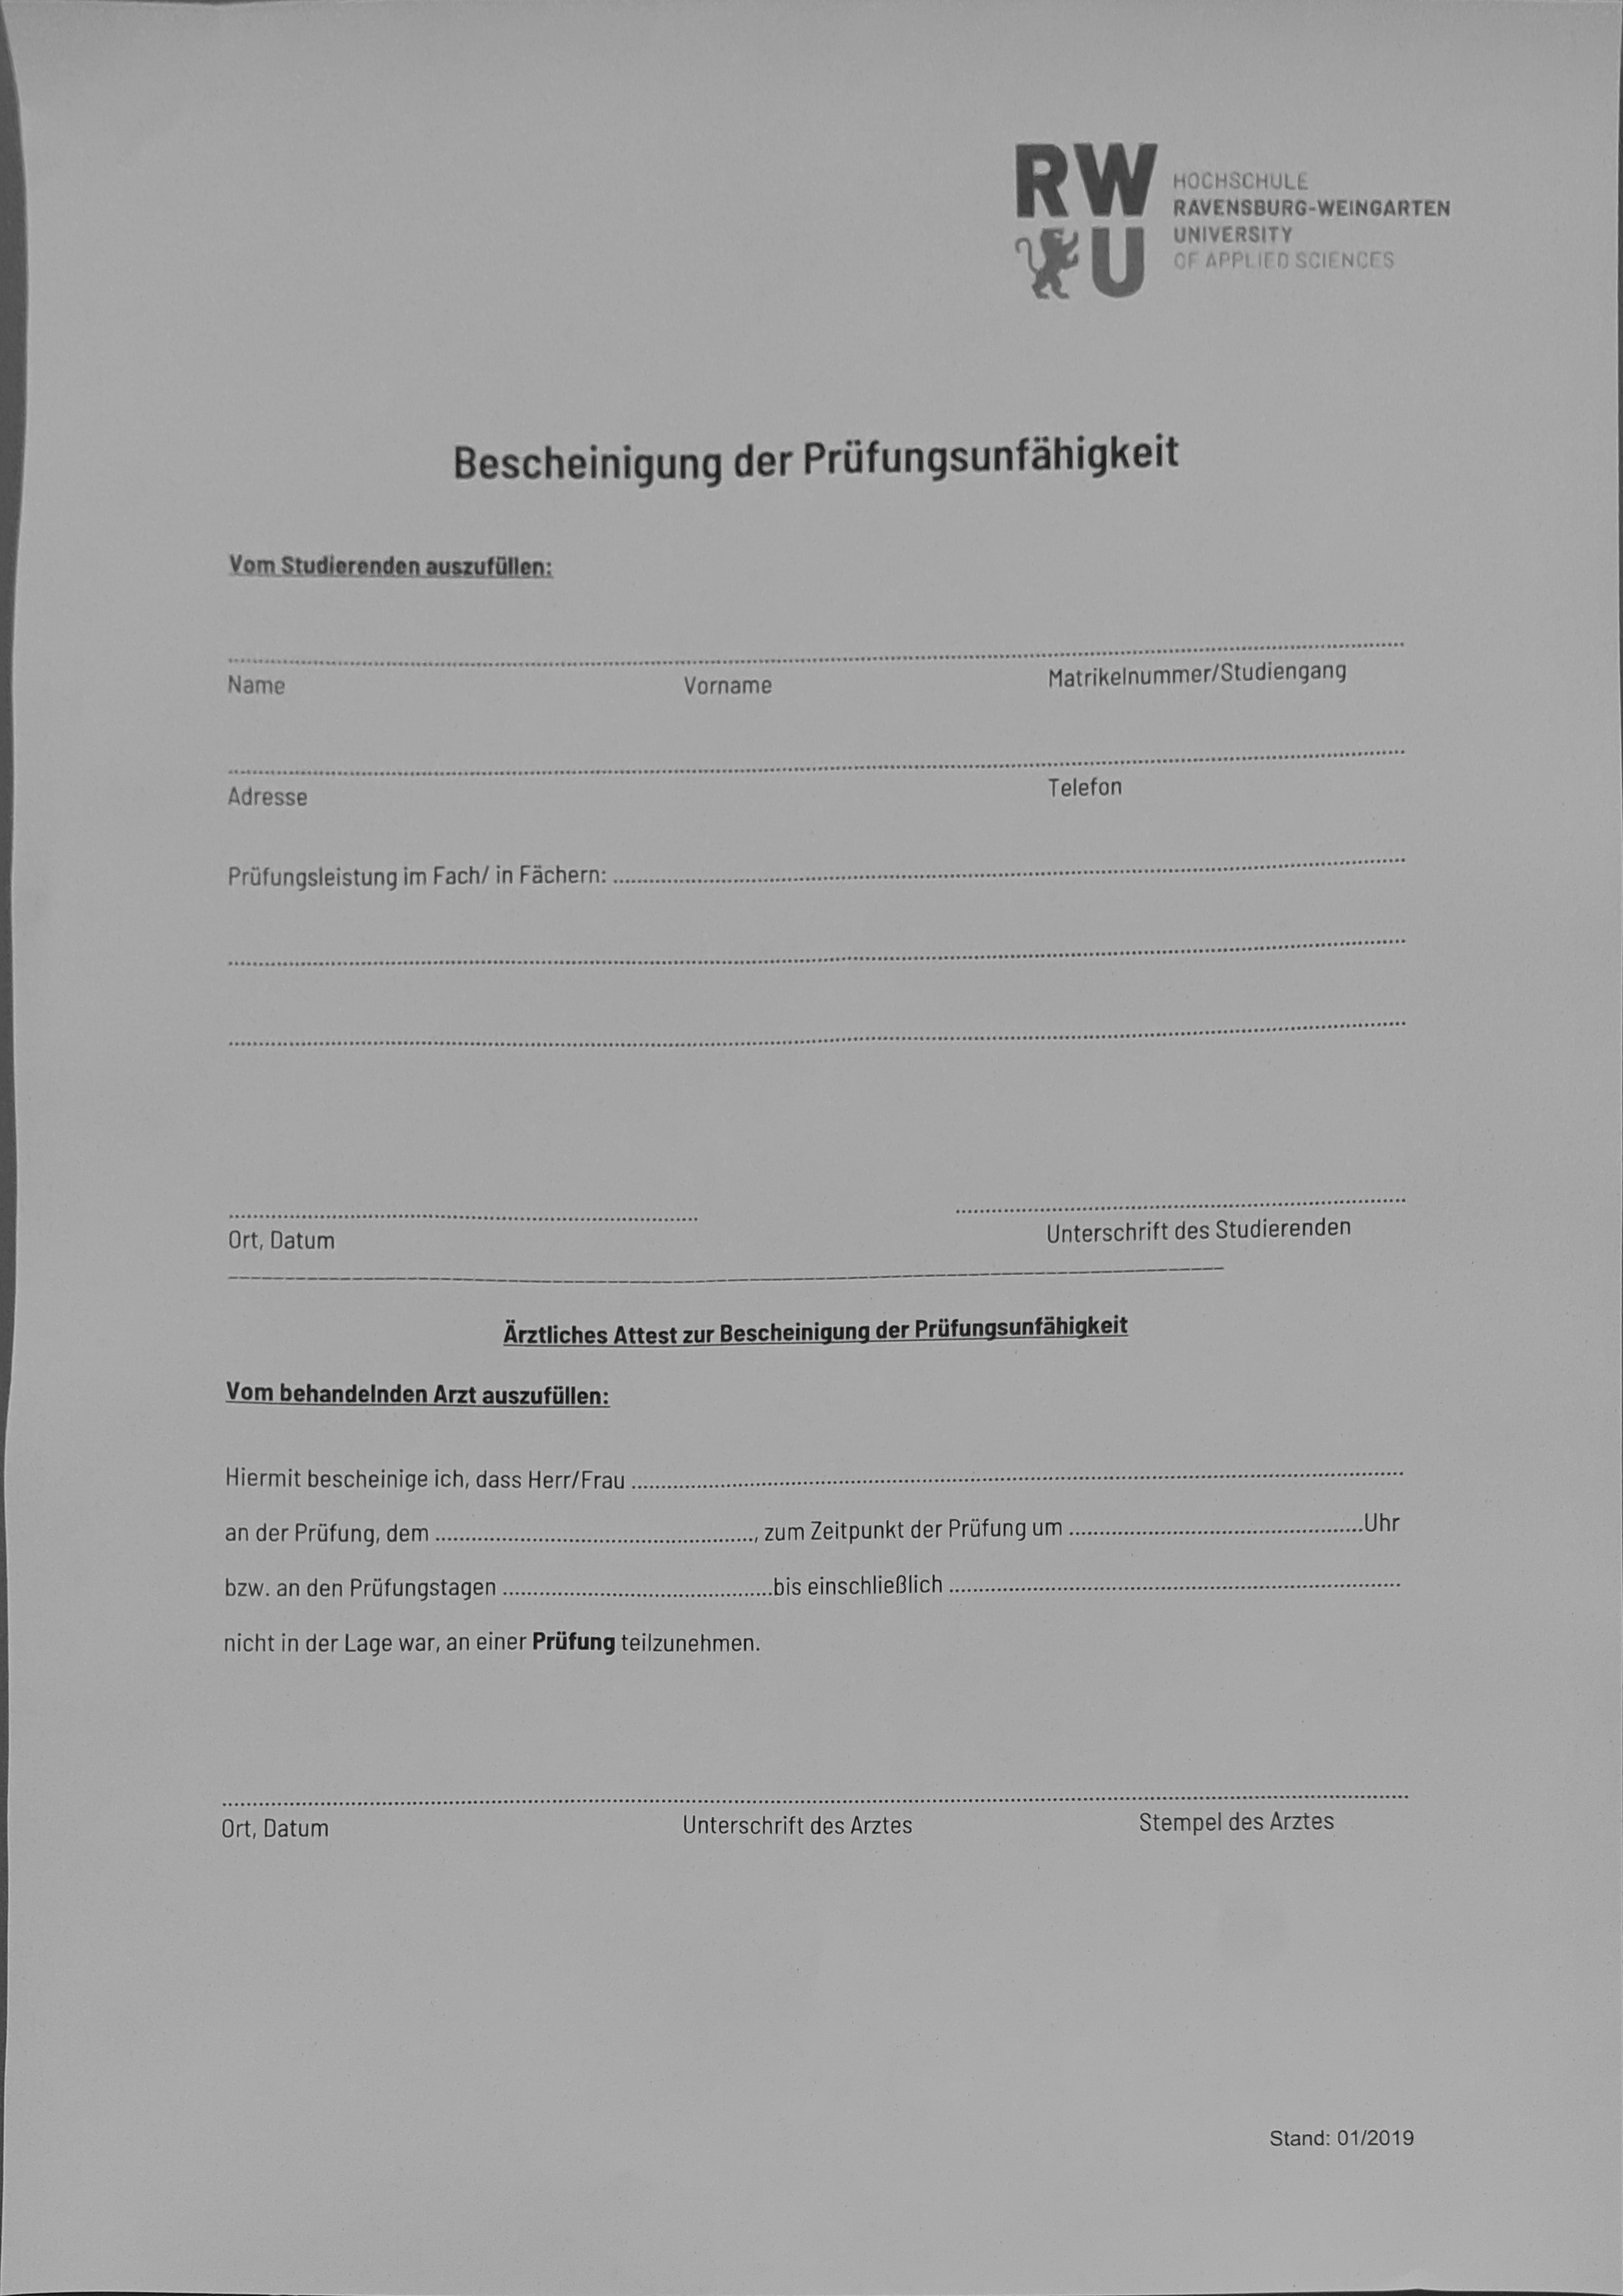 RW
U
HOCHSCHULE
RAVENSBURG-WEINGARTEN
UNIVERSITY
OF APPLIED SCIENCES
Bescheinigung der Prüfungsunfähigkeit
Vom Studierenden auszufüllen:
Name Vorname Matrikelnummer/Studiengang
Adresse Telefon
Prüfungsleistung im Fach/ in Fächern: ........................................
Ort, Datum Unterschrift des Studierenden
Ärztliches Attest zur Bescheinigung der Prüfungsunfähigkeit
Vom behandelnden Arzt auszufüllen:
Hiermit bescheinige ich, dass Herr/Frau ........................................
an der Prüfung, dem ...................................., zum Zeitpunkt der Prüfung um ....................................Uhr
bzw. an den Prüfungstagen ....................................bis einschließlich ....................................
nicht in der Lage war, an einer Prüfung teilzunehmen.
Ort, Datum Unterschrift des Arztes Stempel des Arztes
Stand: 01/2019